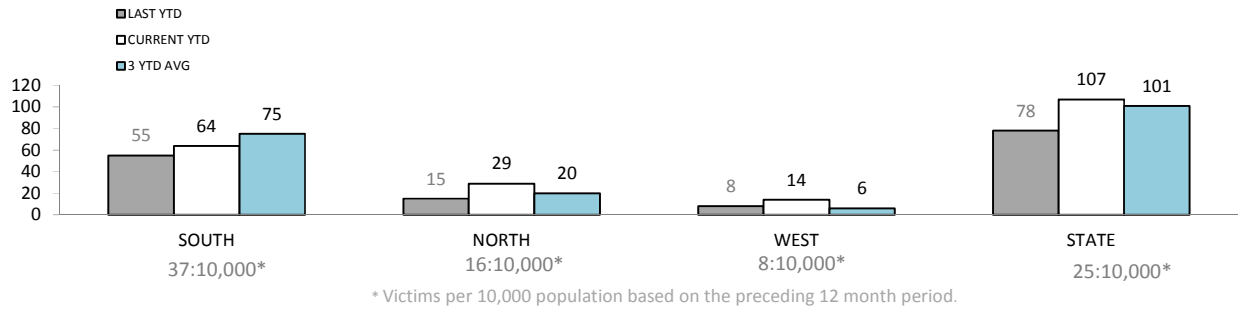 LAST YTD
CURRENT YTD
3 YTD AVG
120
100
80
60
40
20
0
55 64 75
15 29 20
8 14 6
78 107 101
SOUTH NORTH WEST STATE
37:10,000* 16:10,000* 8:10,000* 25:10,000*
* Victims per 10,000 population based on the preceding 12 month period.